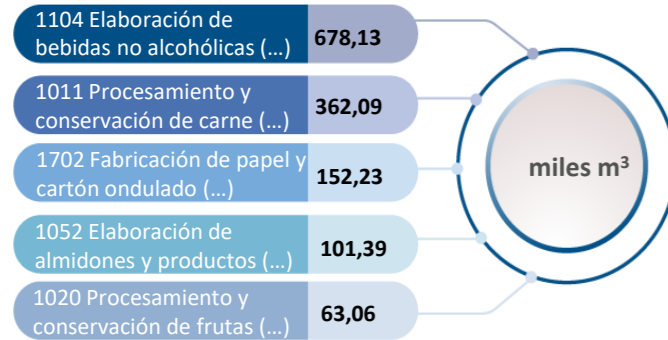 1104 Elaboración de
bebidas no alcohólicas (...)
678,13
1011 Procesamiento y
conservación de carne (...)
362,09
1702 Fabricación de papel y
cartón ondulado (...)
152,23
1052 Elaboración de
almidones y productos (...)
101,39
1020 Procesamiento y
conservación de frutas (...)
63,06
miles m³